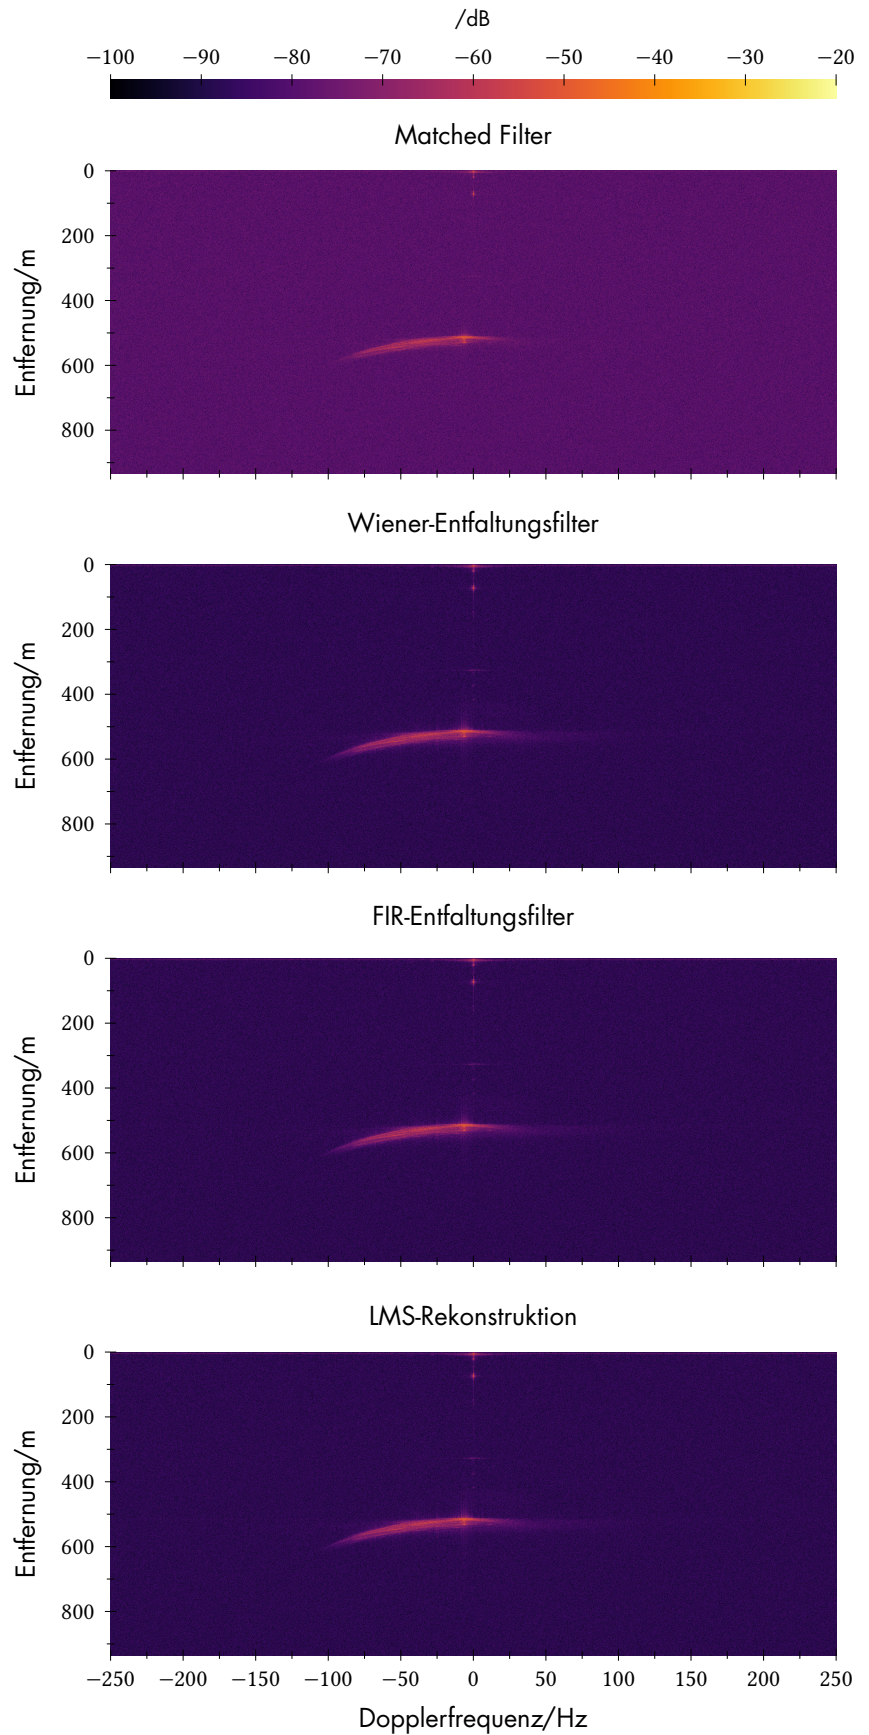 /dB
−100 −90 −80 −70 −60 −50 −40 −30 −20
Matched Filter
0
200
400
600
800
Entfernung/m
Wiener-Entfaltungsfilter
0
200
400
600
800
Entfernung/m
FIR-Entfaltungsfilter
0
200
400
600
800
Entfernung/m
LMS-Rekonstruktion
0
200
400
600
800
Entfernung/m
−250 −200 −150 −100 −50 0 50 100 150 200 250
Dopplerfrequenz/Hz